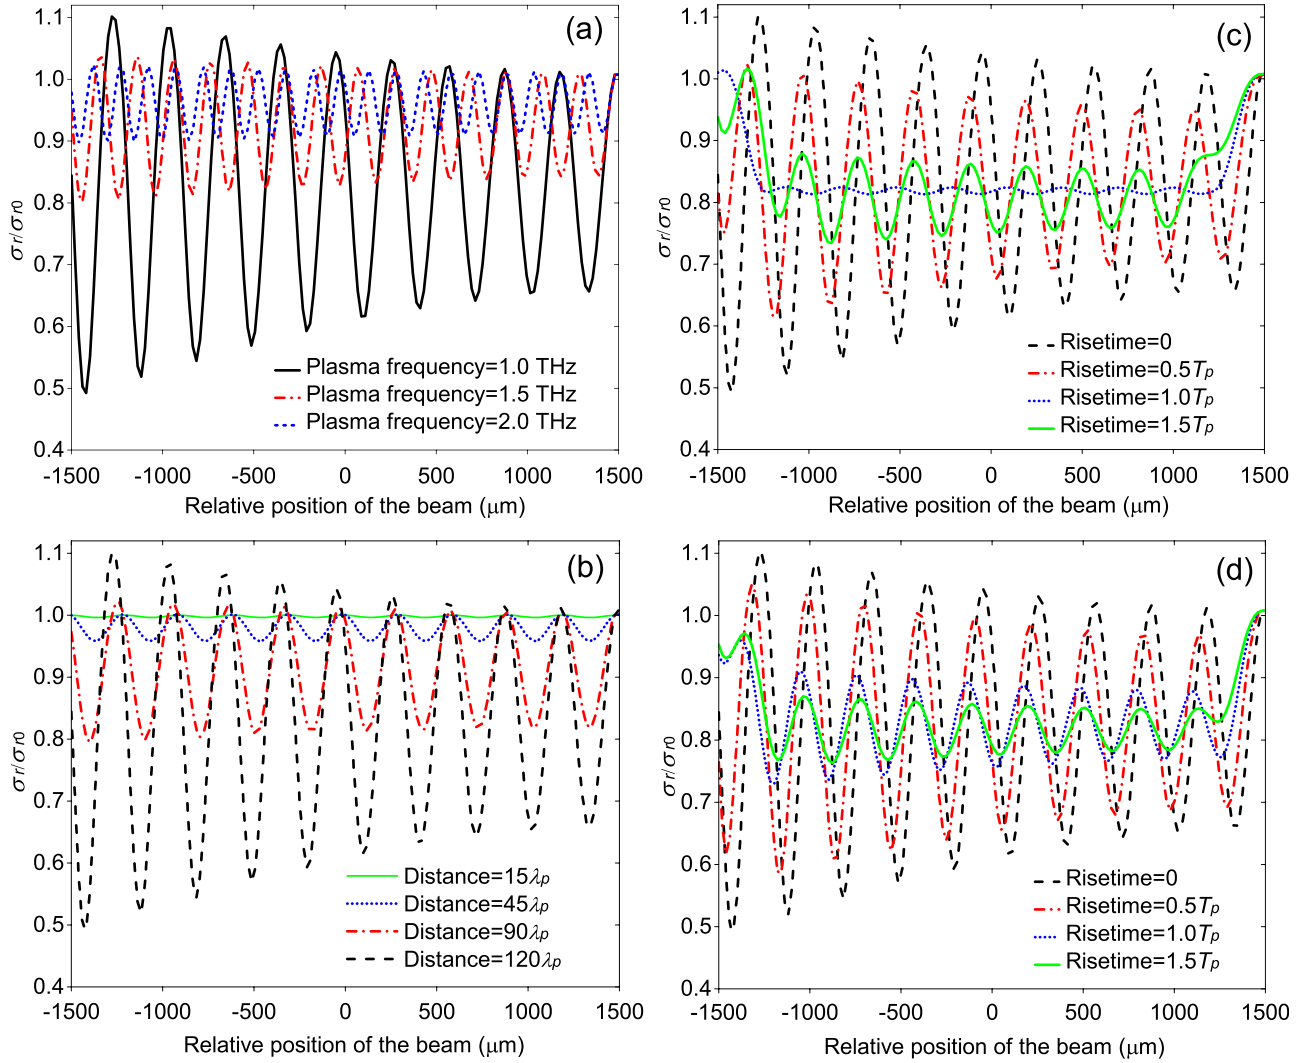 (a)
1.1
1.0
0.9
0.8
0.7
0.6
0.5
0.4
σr/σr0
Plasma frequency=1.0 THz
Plasma frequency=1.5 THz
Plasma frequency=2.0 THz
-1500 -1000 -500 0 500 1000 1500
Relative position of the beam (μm)
(c)
1.1
1.0
0.9
0.8
0.7
0.6
0.5
0.4
σr/σr0
Risetime=0
Risetime=0.5Tp
Risetime=1.0Tp
Risetime=1.5Tp
-1500 -1000 -500 0 500 1000 1500
Relative position of the beam (μm)
(b)
1.1
1.0
0.9
0.8
0.7
0.6
0.5
0.4
σr/σr0
Distance=15λp
Distance=45λp
Distance=90λp
Distance=120λp
-1500 -1000 -500 0 500 1000 1500
Relative position of the beam (μm)
(d)
1.1
1.0
0.9
0.8
0.7
0.6
0.5
0.4
σr/σr0
Risetime=0
Risetime=0.5Tp
Risetime=1.0Tp
Risetime=1.5Tp
-1500 -1000 -500 0 500 1000 1500
Relative position of the beam (μm)